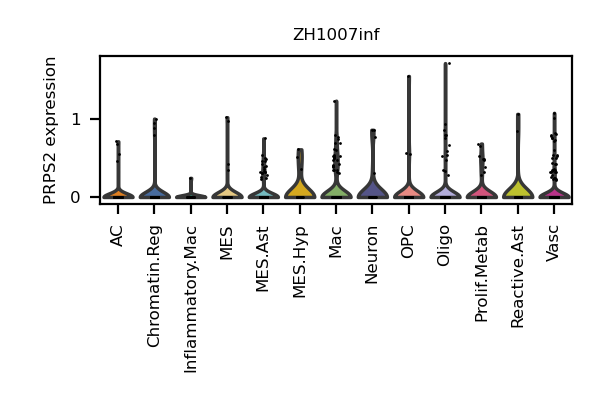 ZH1007inf
PRPS2 expression
1
0
AC
Chromatin.Reg
Inflammatory.Mac
MES
MES.Ast
MES.Hyp
Mac
Neuron
OPC
Oligo
Prolif.Metab
Reactive.Ast
Vasc